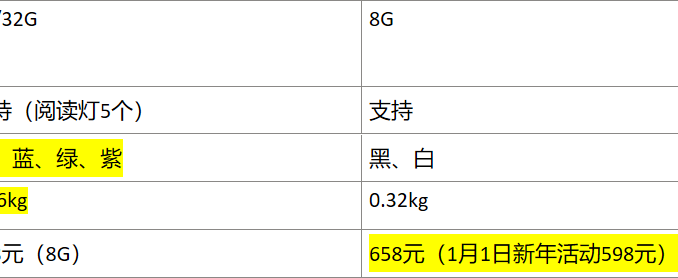 /32G
8G
持（阅读灯5个）
支持
、蓝、绿、紫
黑、白
6kg
0.32kg
元（8G）
658元（1月1日新年活动598元）